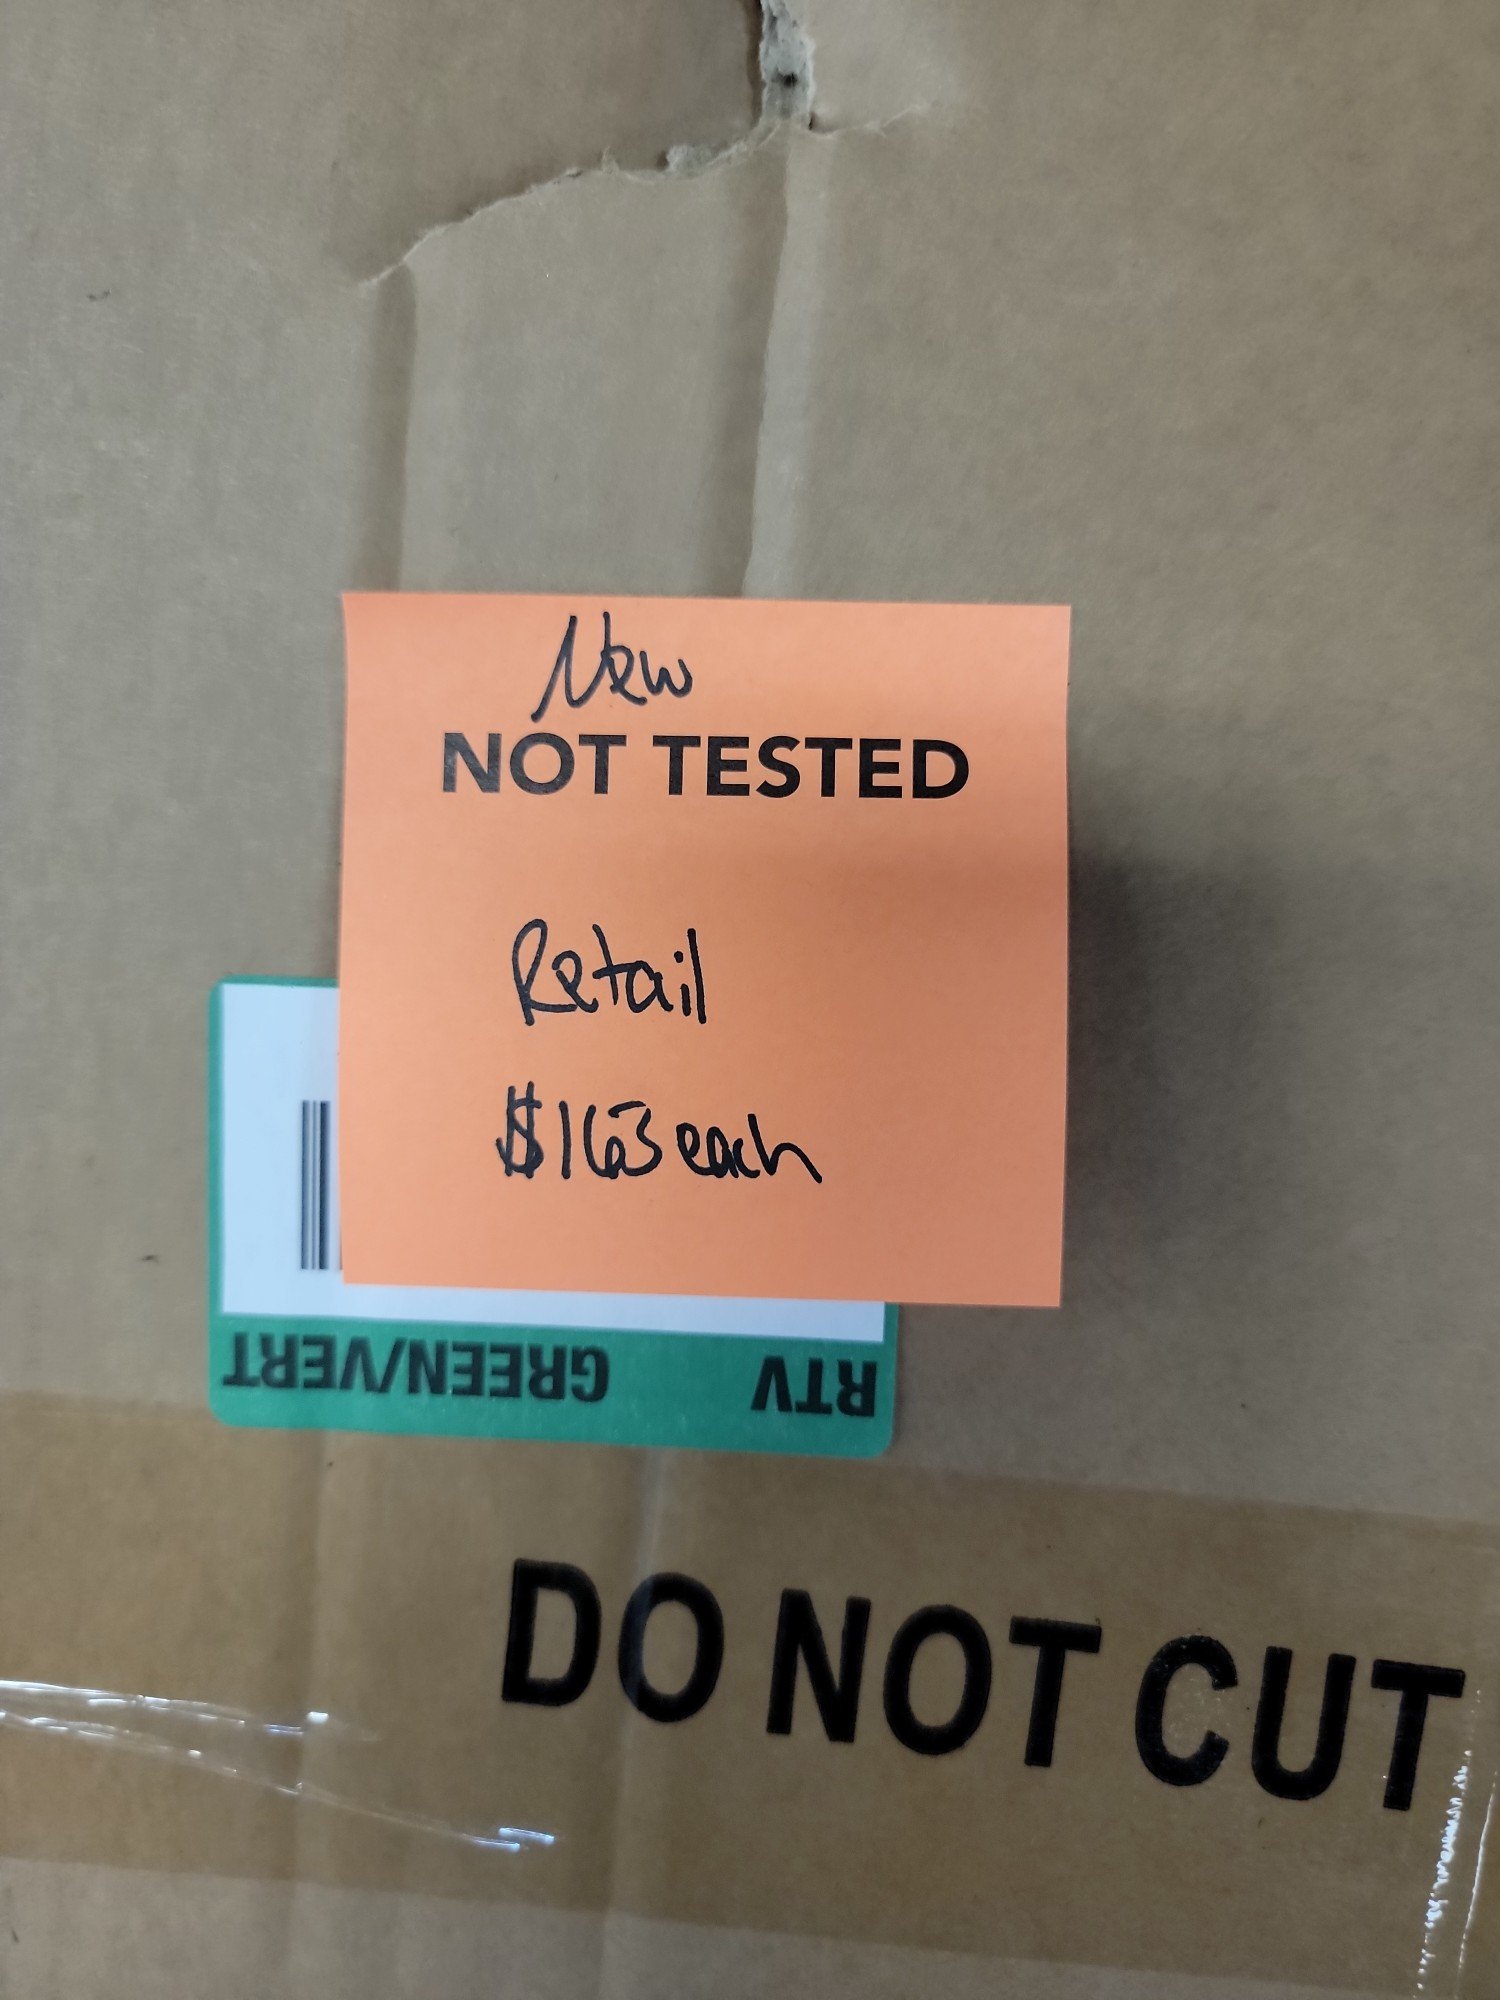 New
NOT TESTED
Retail
$163 each
RTV GREEN/VERT
DO NOT CUT